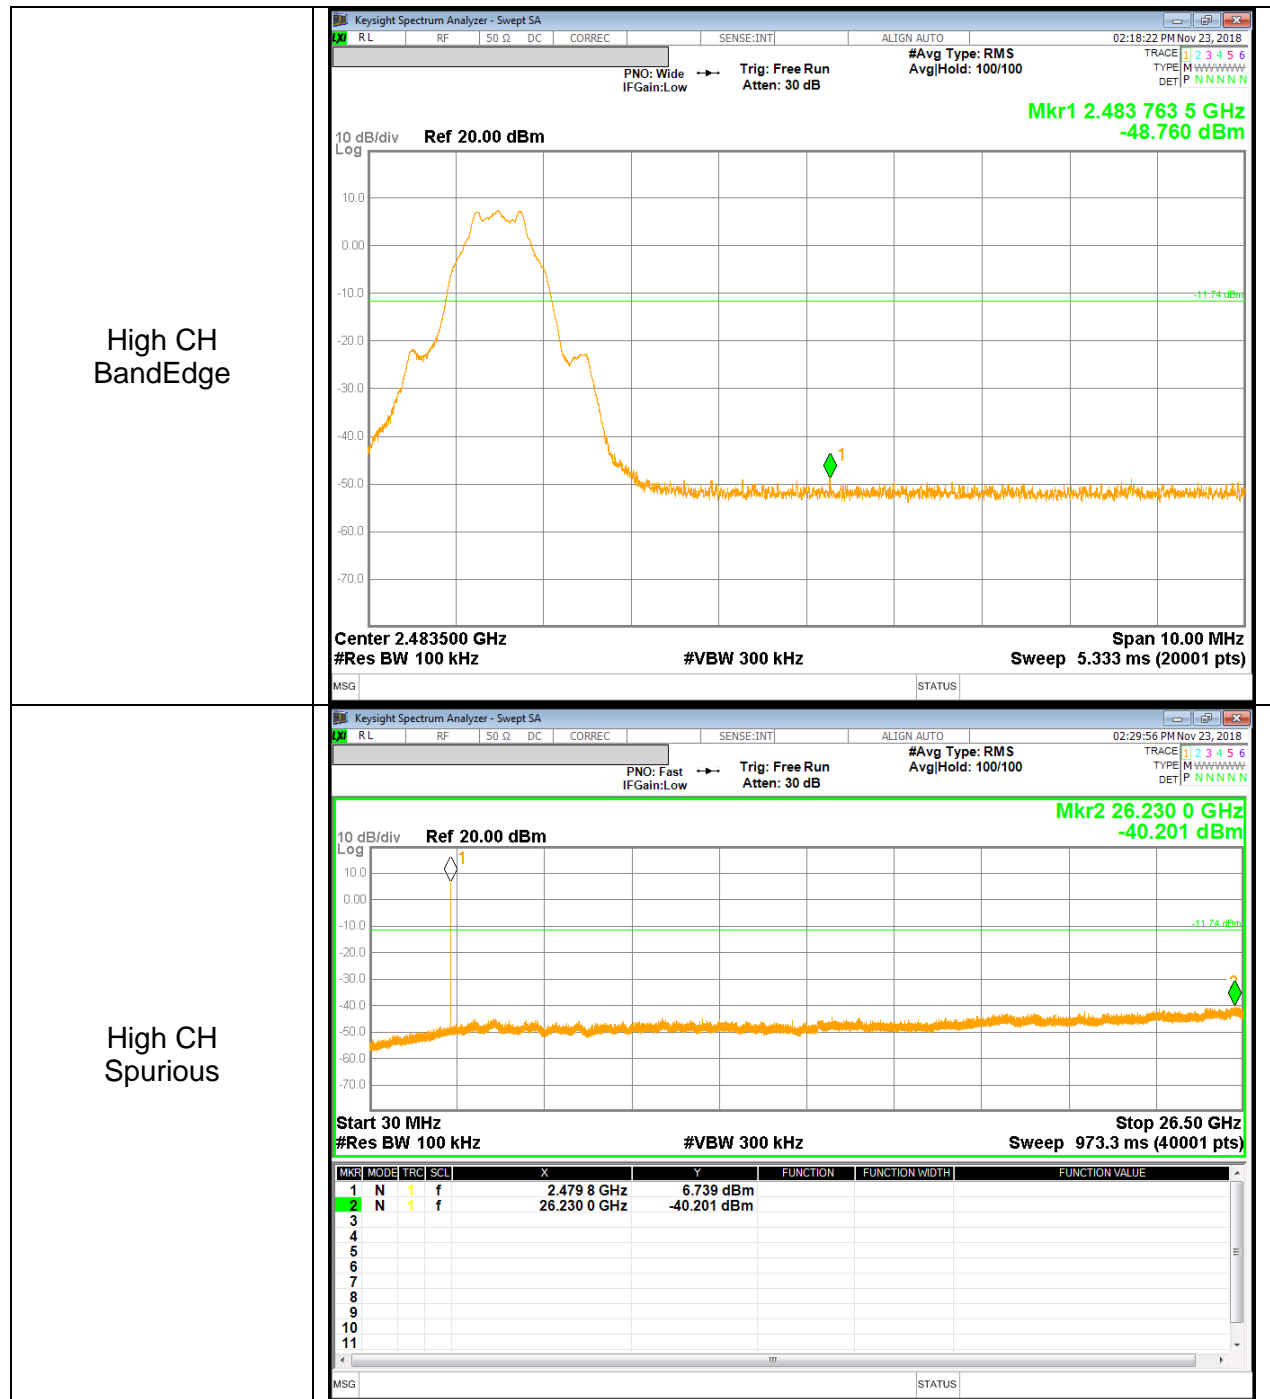 High CH
BandEdge
Keysight Spectrum Analyzer - Swept SA
LXI RL RF 50 Ω DC CORREC SENSE:INT ALIGN AUTO 02:18:22 PM Nov 23, 2018
#Avg Type: RMS TRACE 1 2 3 4 5 6
PNO: Wide Trig: Free Run Avg|Hold: 100/100 TYPE M WWWWW
IFGain:Low Atten: 30 dB DET P N N N N N
Mkr1 2.483 763 5 GHz
-48.760 dBm
10 dB/div Ref 20.00 dBm
Log
10.0
0.00
-10.0
-11.74 dBm
-20.0
-30.0
-40.0
1
-50.0
-60.0
-70.0
Center 2.483500 GHz Span 10.00 MHz
#Res BW 100 kHz #VBW 300 kHz Sweep 5.333 ms (20001 pts)
MSG STATUS
High CH
Spurious
Keysight Spectrum Analyzer - Swept SA
LXI RL RF 50 Ω DC CORREC SENSE:INT ALIGN AUTO 02:29:56 PM Nov 23, 2018
#Avg Type: RMS TRACE 1 2 3 4 5 6
PNO: Fast Trig: Free Run Avg|Hold: 100/100 TYPE M WWWWW
IFGain:Low Atten: 30 dB DET P N N N N N
Mkr2 26.230 0 GHz
-40.201 dBm
10 dB/div Ref 20.00 dBm
Log
1
10.0
0.00
-10.0
-11.74 dBm
-20.0
-30.0
2
-40.0
-50.0
-60.0
-70.0
Start 30 MHz Stop 26.50 GHz
#Res BW 100 kHz #VBW 300 kHz Sweep 973.3 ms (40001 pts)
MKR MODE TRC SCL X Y FUNCTION FUNCTION WIDTH FUNCTION VALUE
1 N 1 f 2.479 8 GHz 6.739 dBm
2 N 1 f 26.230 0 GHz -40.201 dBm
3
4
5
6
7
8
9
10
11
MSG STATUS